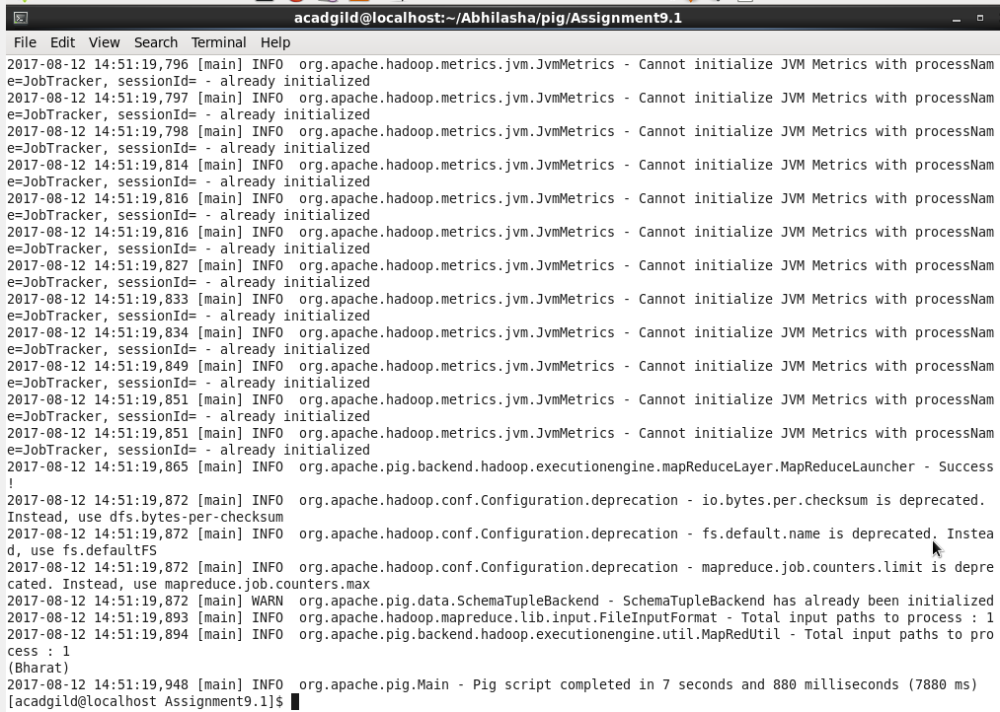 acadgild@localhost:~/Abhilasha/pig/Assignment9.1
File Edit View Search Terminal Help
2017-08-12 14:51:19,796 [main] INFO  org.apache.hadoop.metrics.jvm.JvmMetrics - Cannot initialize JVM Metrics with processNam
e=JobTracker, sessionId= - already initialized
2017-08-12 14:51:19,797 [main] INFO  org.apache.hadoop.metrics.jvm.JvmMetrics - Cannot initialize JVM Metrics with processNam
e=JobTracker, sessionId= - already initialized
2017-08-12 14:51:19,798 [main] INFO  org.apache.hadoop.metrics.jvm.JvmMetrics - Cannot initialize JVM Metrics with processNam
e=JobTracker, sessionId= - already initialized
2017-08-12 14:51:19,814 [main] INFO  org.apache.hadoop.metrics.jvm.JvmMetrics - Cannot initialize JVM Metrics with processNam
e=JobTracker, sessionId= - already initialized
2017-08-12 14:51:19,816 [main] INFO  org.apache.hadoop.metrics.jvm.JvmMetrics - Cannot initialize JVM Metrics with processNam
e=JobTracker, sessionId= - already initialized
2017-08-12 14:51:19,816 [main] INFO  org.apache.hadoop.metrics.jvm.JvmMetrics - Cannot initialize JVM Metrics with processNam
e=JobTracker, sessionId= - already initialized
2017-08-12 14:51:19,827 [main] INFO  org.apache.hadoop.metrics.jvm.JvmMetrics - Cannot initialize JVM Metrics with processNam
e=JobTracker, sessionId= - already initialized
2017-08-12 14:51:19,833 [main] INFO  org.apache.hadoop.metrics.jvm.JvmMetrics - Cannot initialize JVM Metrics with processNam
e=JobTracker, sessionId= - already initialized
2017-08-12 14:51:19,834 [main] INFO  org.apache.hadoop.metrics.jvm.JvmMetrics - Cannot initialize JVM Metrics with processNam
e=JobTracker, sessionId= - already initialized
2017-08-12 14:51:19,849 [main] INFO  org.apache.hadoop.metrics.jvm.JvmMetrics - Cannot initialize JVM Metrics with processNam
e=JobTracker, sessionId= - already initialized
2017-08-12 14:51:19,851 [main] INFO  org.apache.hadoop.metrics.jvm.JvmMetrics - Cannot initialize JVM Metrics with processNam
e=JobTracker, sessionId= - already initialized
2017-08-12 14:51:19,851 [main] INFO  org.apache.hadoop.metrics.jvm.JvmMetrics - Cannot initialize JVM Metrics with processNam
e=JobTracker, sessionId= - already initialized
2017-08-12 14:51:19,865 [main] INFO  org.apache.pig.backend.hadoop.executionengine.mapReduceLayer.MapReduceLauncher - Success
!
2017-08-12 14:51:19,872 [main] INFO  org.apache.hadoop.conf.Configuration.deprecation - io.bytes.per.checksum is deprecated.
Instead, use dfs.bytes-per-checksum
2017-08-12 14:51:19,872 [main] INFO  org.apache.hadoop.conf.Configuration.deprecation - fs.default.name is deprecated. Instea
d, use fs.defaultFS
2017-08-12 14:51:19,872 [main] INFO  org.apache.hadoop.conf.Configuration.deprecation - mapreduce.job.counters.limit is depre
cated. Instead, use mapreduce.job.counters.max
2017-08-12 14:51:19,872 [main] WARN  org.apache.pig.data.SchemaTupleBackend - SchemaTupleBackend has already been initialized
2017-08-12 14:51:19,893 [main] INFO  org.apache.hadoop.mapreduce.lib.input.FileInputFormat - Total input paths to process : 1
2017-08-12 14:51:19,894 [main] INFO  org.apache.pig.backend.hadoop.executionengine.util.MapRedUtil - Total input paths to pro
cess : 1
(Bharat)
2017-08-12 14:51:19,948 [main] INFO  org.apache.pig.Main - Pig script completed in 7 seconds and 880 milliseconds (7880 ms)
[acadgild@localhost Assignment9.1]$